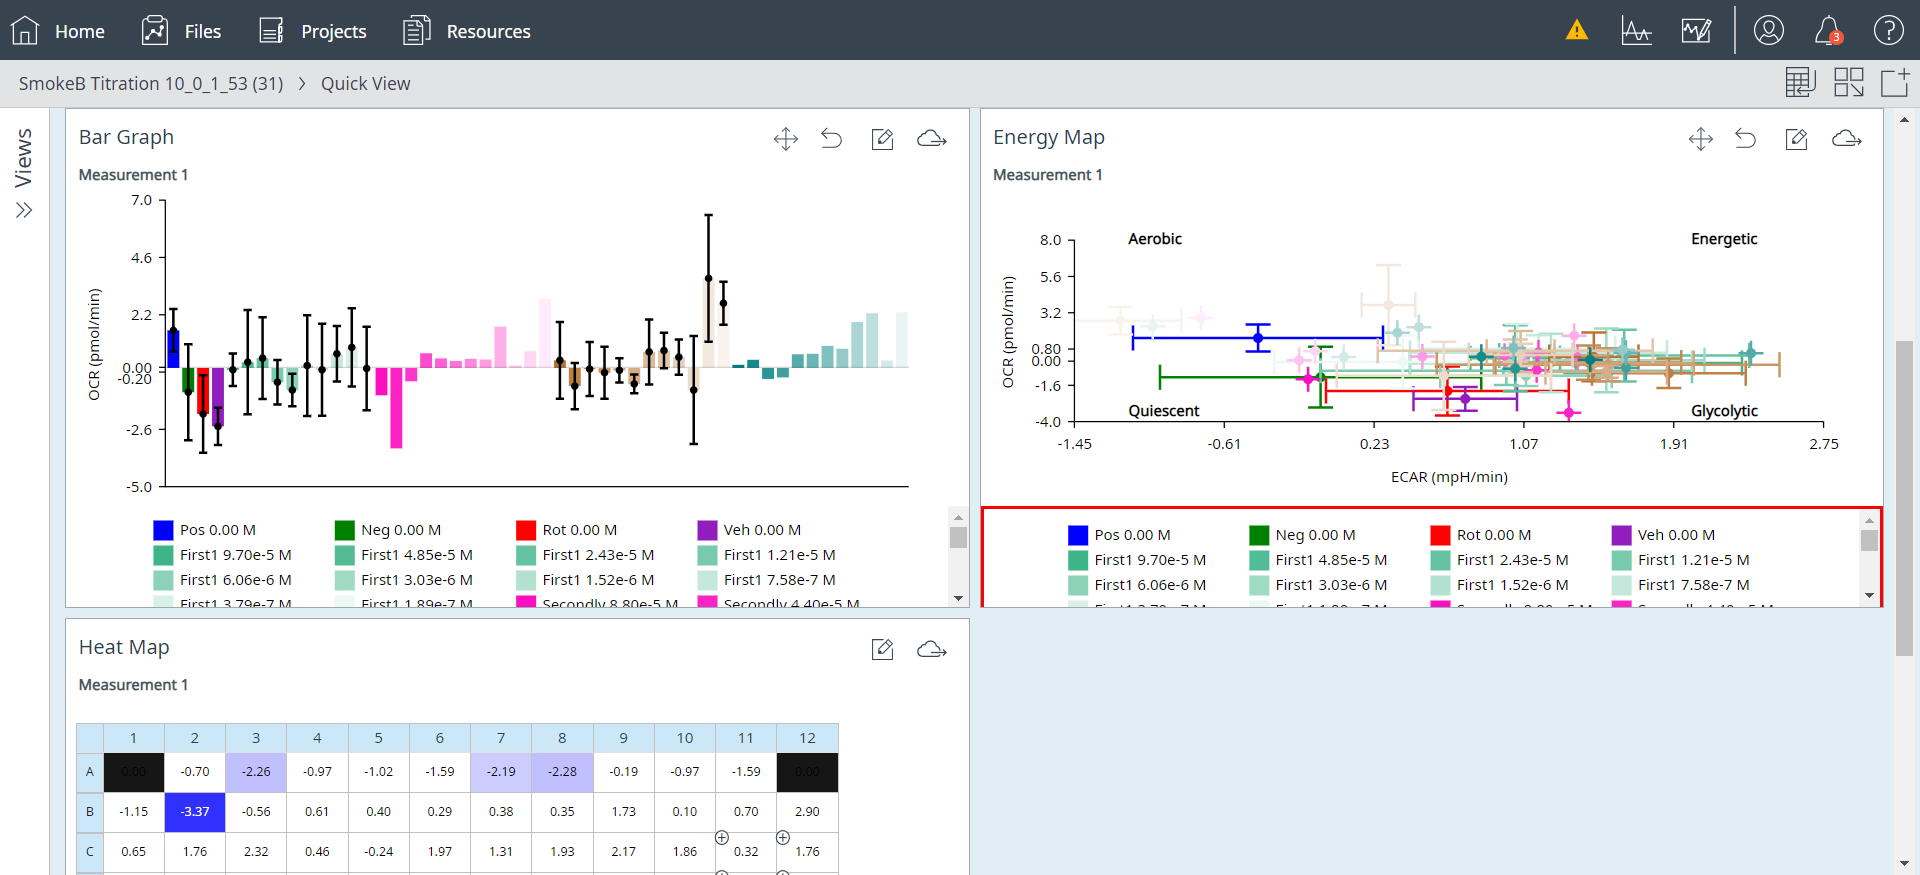 Home Files Projects Resources 3
SmokeB Titration 10_0_1_53 (31) Quick View
Views
Bar Graph
Measurement 1
7.0
4.6
2.2
0.00
-0.20
-2.6
-5.0
OCR (pmol/min)
Pos 0.00 M Neg 0.00 M Rot 0.00 M Veh 0.00 M
First1 9.70e-5 M First1 4.85e-5 M First1 2.43e-5 M First1 1.21e-5 M
First1 6.06e-6 M First1 3.03e-6 M First1 1.52e-6 M First1 7.58e-7 M
First1 3.79e-7 M First1 1.89e-7 M Secondly 8.80e-5 M Secondly 4.40e-5 M
Energy Map
Measurement 1
Aerobic Energetic
8.0
5.6
3.2
0.80
0.00
-1.6
-4.0
OCR (pmol/min)
Quiescent Glycolytic
-1.45 -0.61 0.23 1.07 1.91 2.75
ECAR (mpH/min)
Pos 0.00 M Neg 0.00 M Rot 0.00 M Veh 0.00 M
First1 9.70e-5 M First1 4.85e-5 M First1 2.43e-5 M First1 1.21e-5 M
First1 6.06e-6 M First1 3.03e-6 M First1 1.52e-6 M First1 7.58e-7 M
Heat Map
Measurement 1
1 2 3 4 5 6 7 8 9 10 11 12
A 0.00 -0.70 -2.26 -0.97 -1.02 -1.59 -2.19 -2.28 -0.19 -0.97 -1.59 0.00
B -1.15 -3.37 -0.56 0.61 0.40 0.29 0.38 0.35 1.73 0.10 0.70 2.90
C 0.65 1.76 2.32 0.46 -0.24 1.97 1.31 1.93 2.17 1.86 0.32 1.76